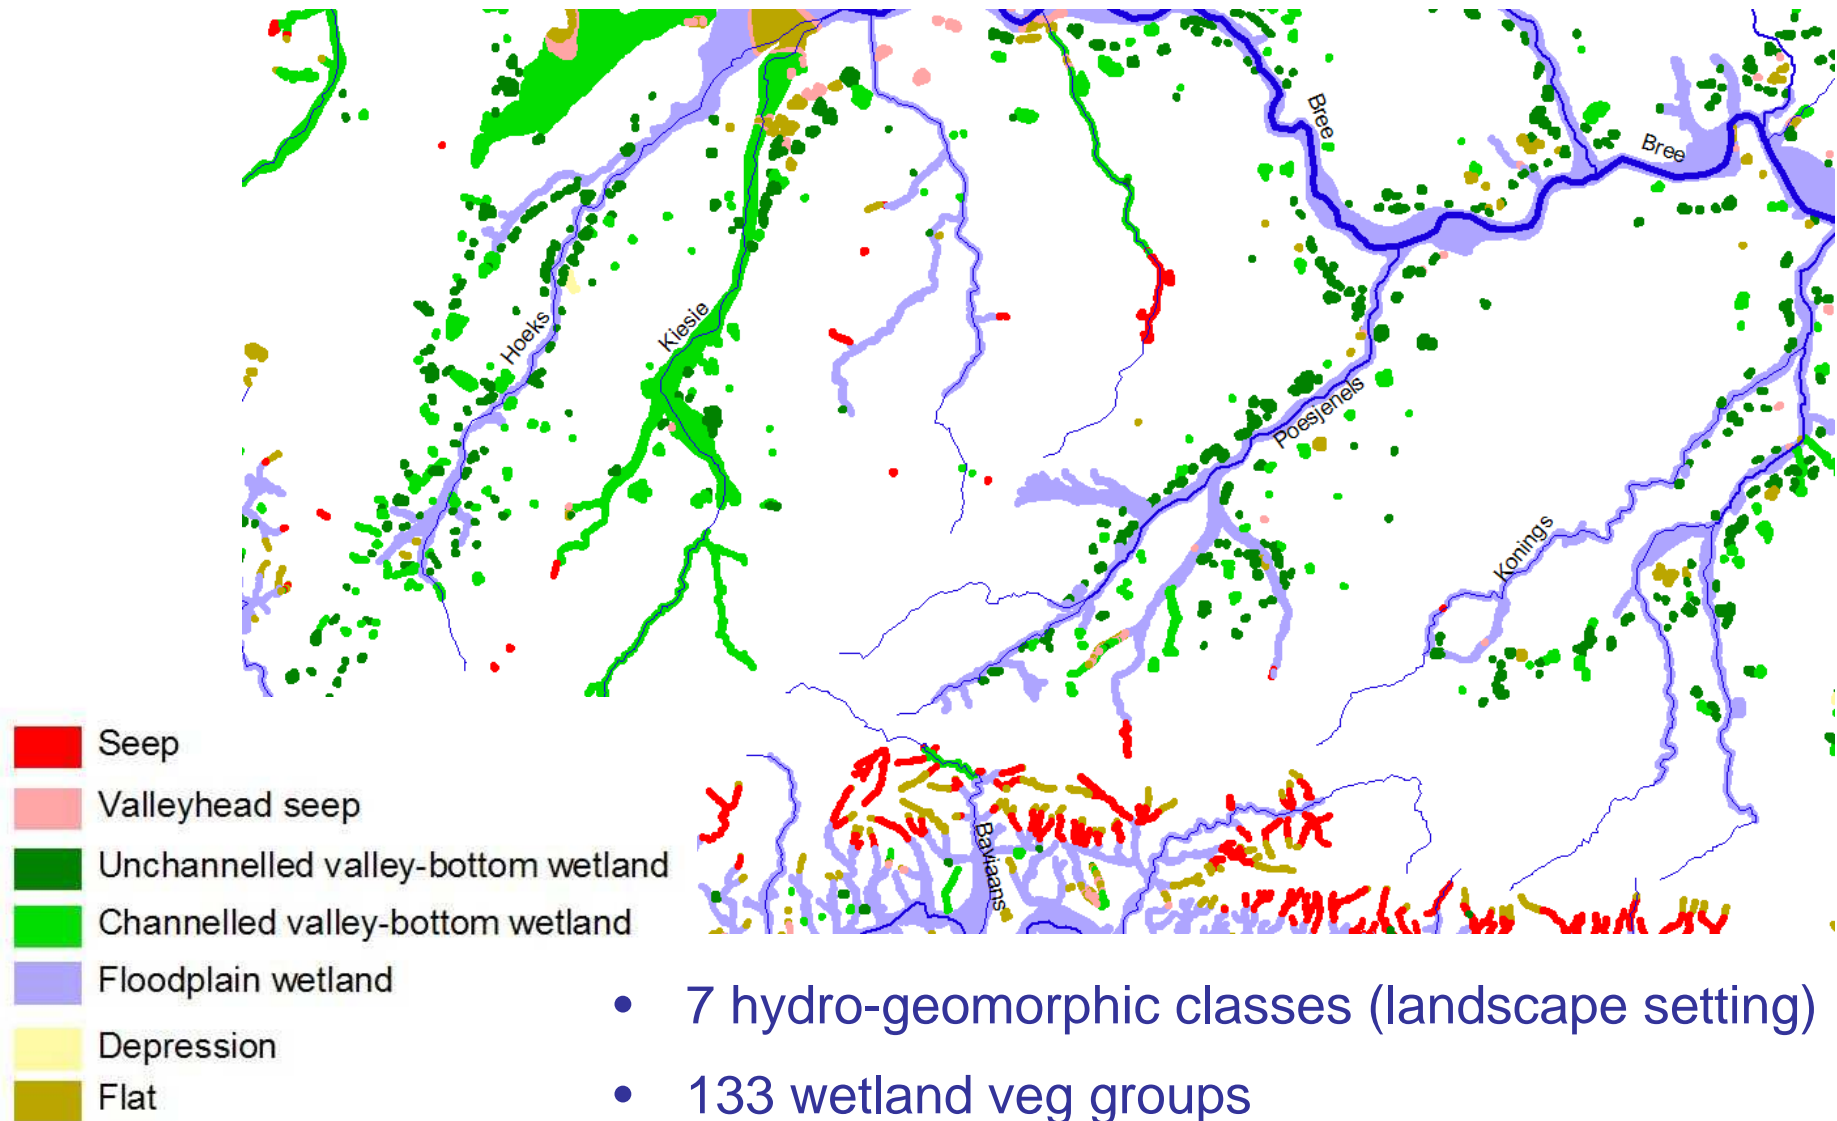 Bree
Bree
Hoeks
Kiesie
Poesjenels
Konings
Baviaans
Seep
Valleyhead seep
Unchannelled valley-bottom wetland
Channelled valley-bottom wetland
Floodplain wetland
Depression
Flat
• 7 hydro-geomorphic classes (landscape setting)
• 133 wetland veg groups